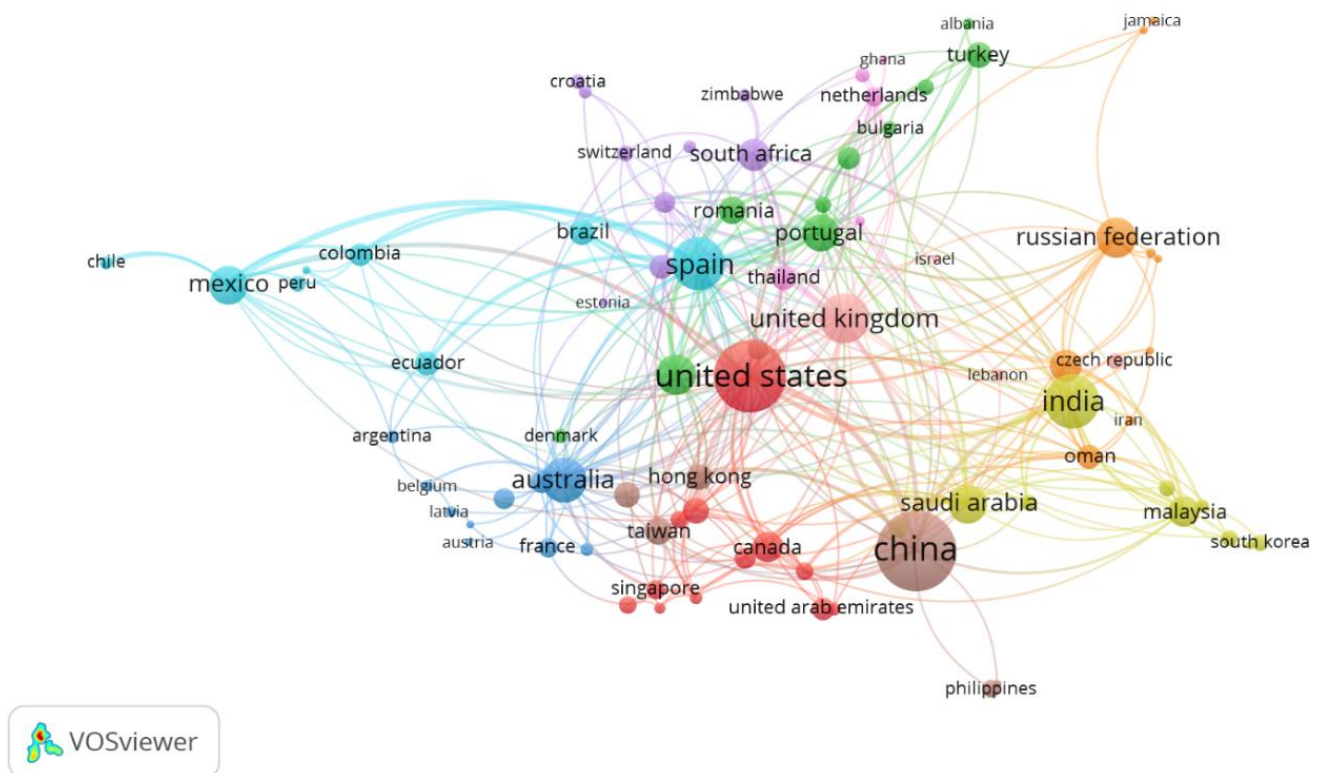 albania
jamaica
turkey
ghana
croatia
zimbabwe
netherlands
bulgaria
switzerland
south africa
romania
brazil
portugal
russian federation
colombia
chile
mexico
peru
spain
israel
thailand
estonia
united kingdom
ecuador
united states
czech republic
lebanon
india
iran
argentina
denmark
oman
australia
hong kong
belgium
saudi arabia
latvia
malaysia
taiwan
austria
france
canada
china
south korea
singapore
united arab emirates
philippines
VOSviewer